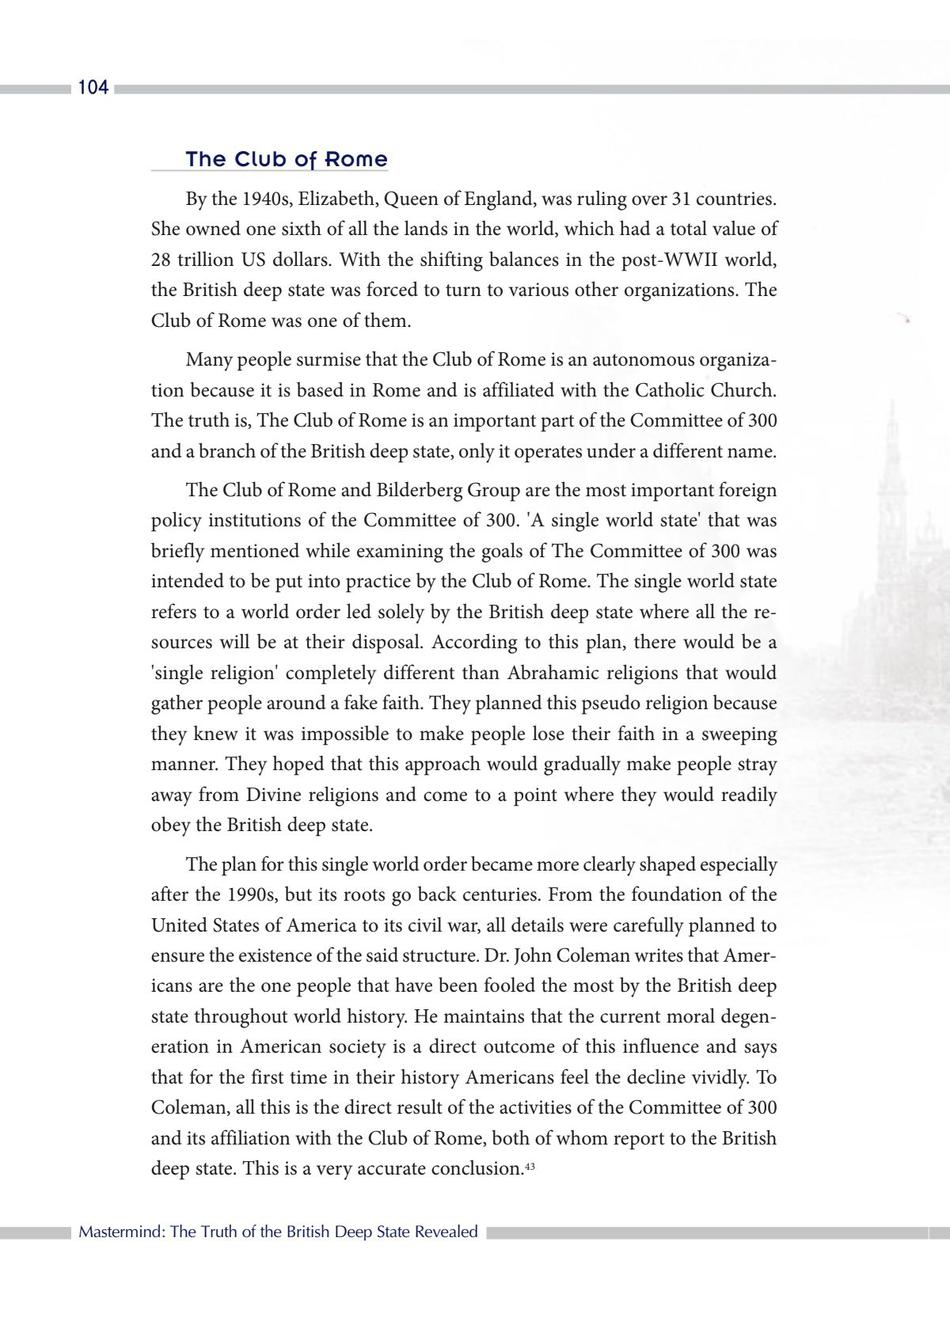 104
The Club of Rome
By the 1940s, Elizabeth, Queen of England, was ruling over 31 countries.
She owned one sixth of all the lands in the world, which had a total value of
28 trillion US dollars. With the shifting balances in the post-WWII world,
the British deep state was forced to turn to various other organizations. The
Club of Rome was one of them.
Many people surmise that the Club of Rome is an autonomous organiza-
tion because it is based in Rome and is affiliated with the Catholic Church.
The truth is, The Club of Rome is an important part of the Committee of 300
and a branch of the British deep state, only it operates under a different name.
The Club of Rome and Bilderberg Group are the most important foreign
policy institutions of the Committee of 300. 'A single world state' that was
briefly mentioned while examining the goals of The Committee of 300 was
intended to be put into practice by the Club of Rome. The single world state
refers to a world order led solely by the British deep state where all the re-
sources will be at their disposal. According to this plan, there would be a
'single religion' completely different than Abrahamic religions that would
gather people around a fake faith. They planned this pseudo religion because
they knew it was impossible to make people lose their faith in a sweeping
manner. They hoped that this approach would gradually make people stray
away from Divine religions and come to a point where they would readily
obey the British deep state.
The plan for this single world order became more clearly shaped especially
after the 1990s, but its roots go back centuries. From the foundation of the
United States of America to its civil war, all details were carefully planned to
ensure the existence of the said structure. Dr. John Coleman writes that Amer-
icans are the one people that have been fooled the most by the British deep
state throughout world history. He maintains that the current moral degen-
eration in American society is a direct outcome of this influence and says
that for the first time in their history Americans feel the decline vividly. To
Coleman, all this is the direct result of the activities of the Committee of 300
and its affiliation with the Club of Rome, both of whom report to the British
deep state. This is a very accurate conclusion.43
Mastermind: The Truth of the British Deep State Revealed